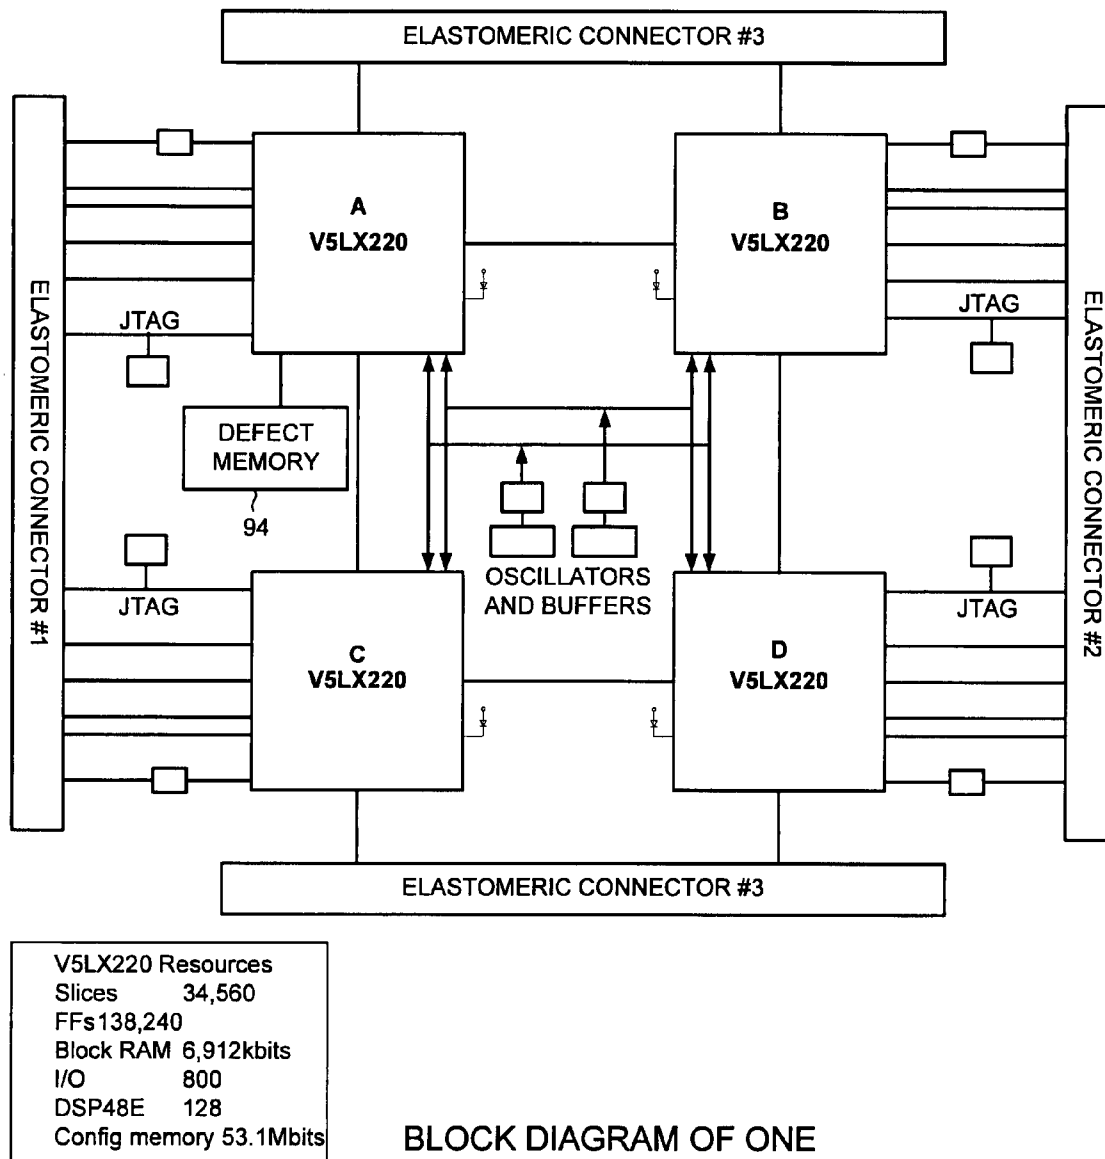 ELASTOMERIC CONNECTOR #3
A
V5LX220
B
V5LX220
ELASTOMERIC CONNECTOR #1
ELASTOMERIC CONNECTOR #2
JTAG
JTAG
DEFECT
MEMORY
94
OSCILLATORS
AND BUFFERS
JTAG
JTAG
C
V5LX220
D
V5LX220
ELASTOMERIC CONNECTOR #3
V5LX220 Resources
Slices 34,560
FFs138,240
Block RAM 6,912kbits
I/O 800
DSP48E 128
Config memory 53.1Mbits
BLOCK DIAGRAM OF ONE